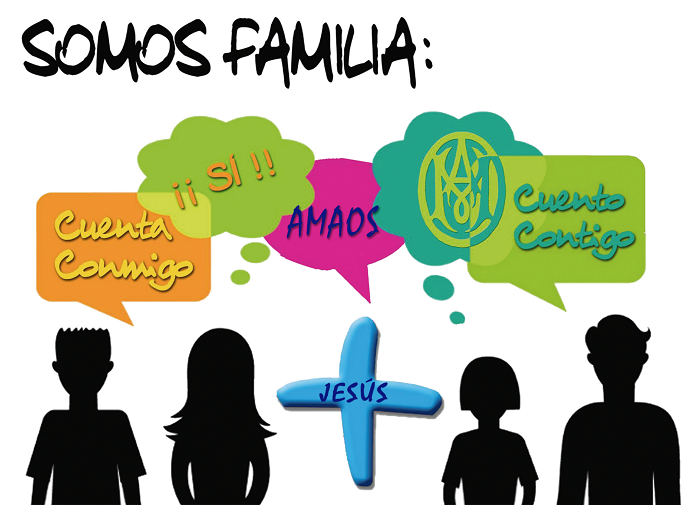 SOMOS FAMILIA:
¡¡ SÍ !!
Cuenta
Conmigo
AMAOS
Cuento
Contigo
JESÚS